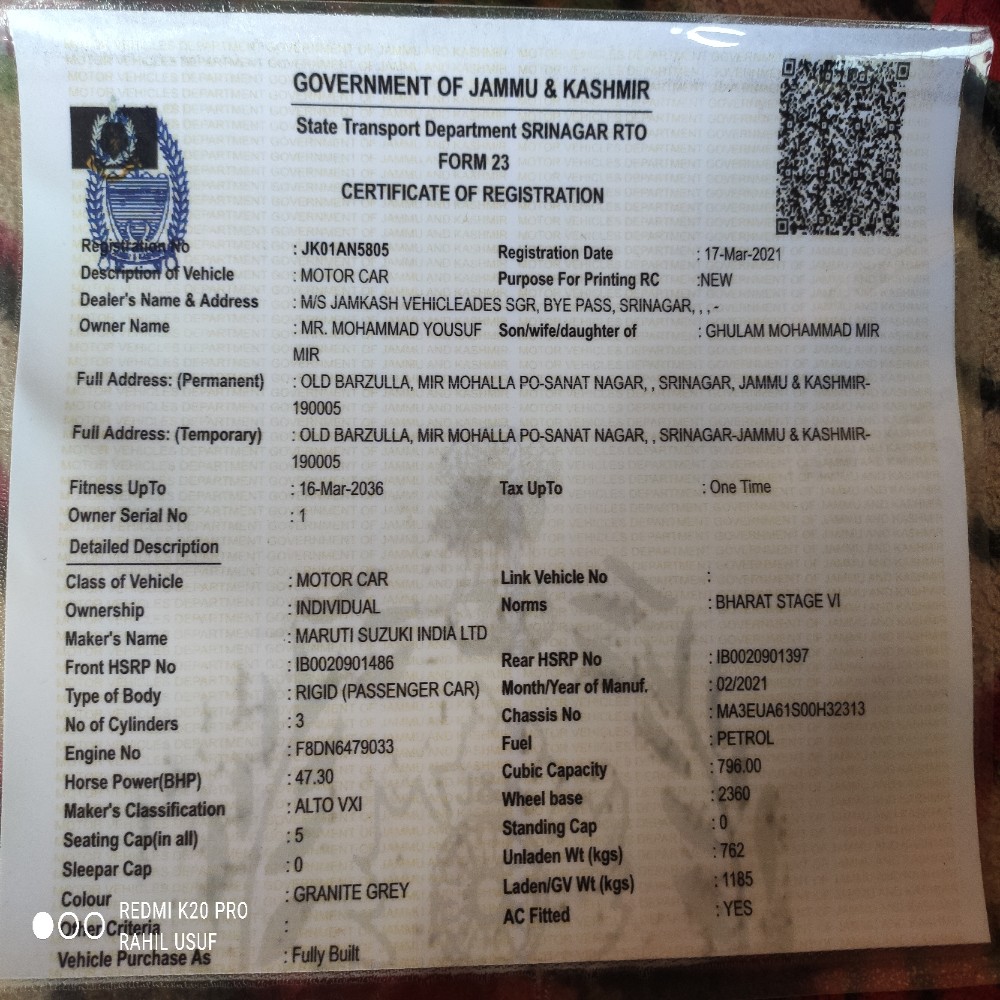 GOVERNMENT OF JAMMU & KASHMIR
State Transport Department SRINAGAR RTO
FORM 23
CERTIFICATE OF REGISTRATION
Registration No : JK01AN5805 Registration Date : 17-Mar-2021
Description of Vehicle : MOTOR CAR Purpose For Printing RC :NEW
Dealer's Name & Address : M/S JAMKASH VEHICLEADES SGR, BYE PASS, SRINAGAR, , , -
Owner Name : MR. MOHAMMAD YOUSUF Son/wife/daughter of : GHULAM MOHAMMAD MIR
MIR
Full Address: (Permanent) : OLD BARZULLA, MIR MOHALLA PO-SANAT NAGAR, , SRINAGAR, JAMMU & KASHMIR-
190005
Full Address: (Temporary) : OLD BARZULLA, MIR MOHALLA PO-SANAT NAGAR, , SRINAGAR-JAMMU & KASHMIR-
190005
Fitness UpTo : 16-Mar-2036 Tax UpTo : One Time
Owner Serial No : 1
Detailed Description
Class of Vehicle : MOTOR CAR Link Vehicle No :
Ownership : INDIVIDUAL Norms : BHARAT STAGE VI
Maker's Name : MARUTI SUZUKI INDIA LTD
Front HSRP No : IB0020901486 Rear HSRP No : IB0020901397
Type of Body : RIGID (PASSENGER CAR) Month/Year of Manuf. : 02/2021
No of Cylinders : 3 Chassis No : MA3EUA61S00H32313
Engine No : F8DN6479033 Fuel : PETROL
Horse Power(BHP) : 47.30 Cubic Capacity : 796.00
Maker's Classification : ALTO VXI Wheel base : 2360
Seating Cap(in all) : 5 Standing Cap : 0
Sleepar Cap : 0 Unladen Wt (kgs) : 762
Colour : GRANITE GREY Laden/GV Wt (kgs) : 1185
Other Criteria : AC Fitted : YES
Vehicle Purchase As : Fully Built
REDMI K20 PRO
RAHIL USUF